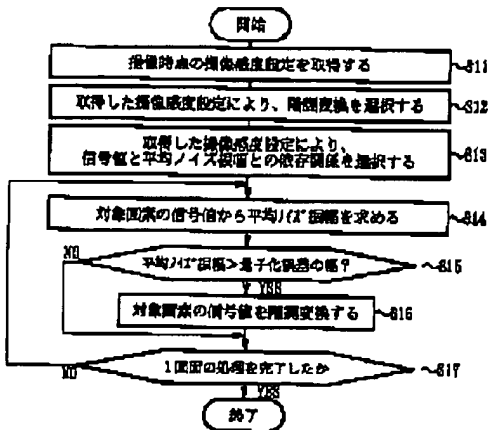 開始
撮像時点の撮像感度設定を取得する
S11
取得した撮像感度設定により、階調変換を選択する
S12
取得した撮像感度設定により、
信号値と平均ノイズ振幅との依存関係を選択する
S13
対象画素の信号値から平均ノイズ振幅を求める
S14
NO
平均ノイズ振幅>量子化誤差の幅?
S15
YES
対象画素の信号値を階調変換する
S16
1画面の処理を完了したか
S17
NO
YES
終了